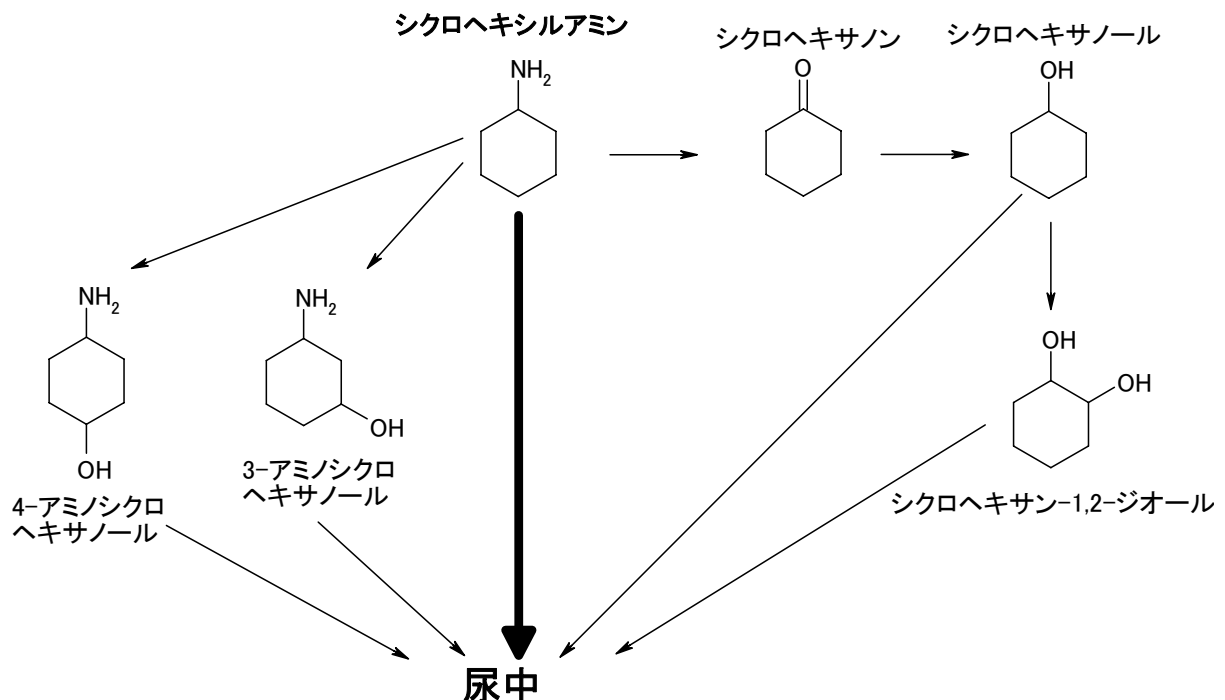 シクロヘキシルアミン
NH2
シクロヘキサノン
O
シクロヘキサノール
OH
NH2
OH
4-アミノシクロ
ヘキサノール
NH2
OH
3-アミノシクロ
ヘキサノール
OH
OH
シクロヘキサン-1,2-ジオール
尿中